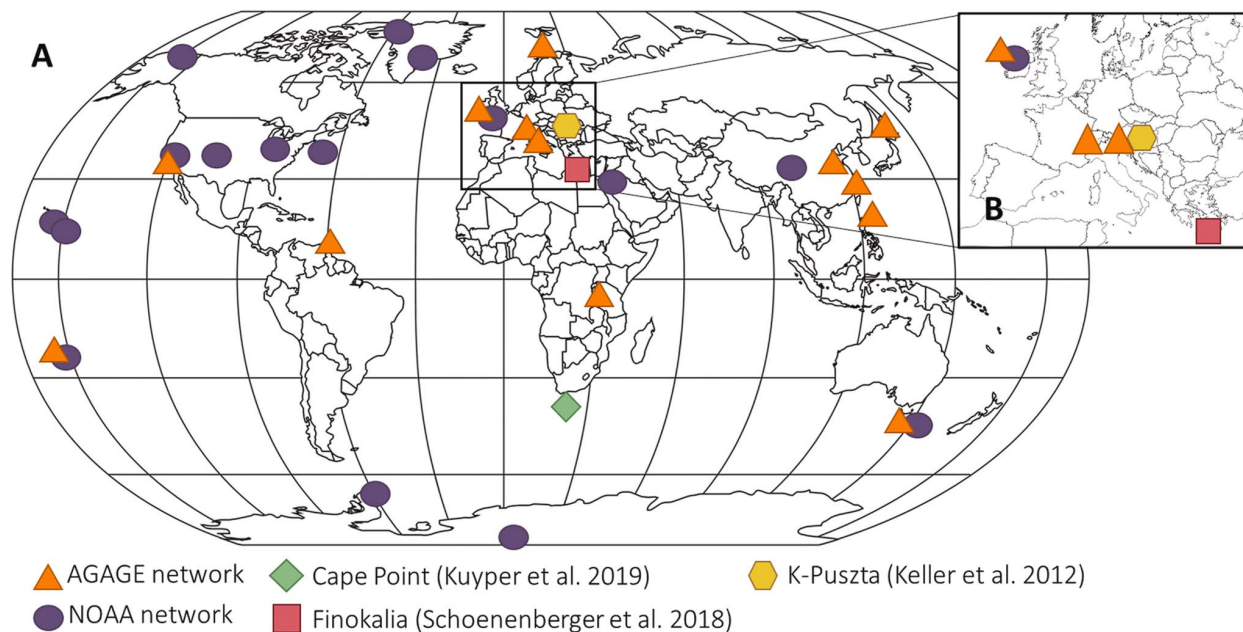 A
B
AGAGE network
Cape Point (Kuyper et al. 2019)
K-Puszta (Keller et al. 2012)
NOAA network
Finokalia (Schoenenberger et al. 2018)